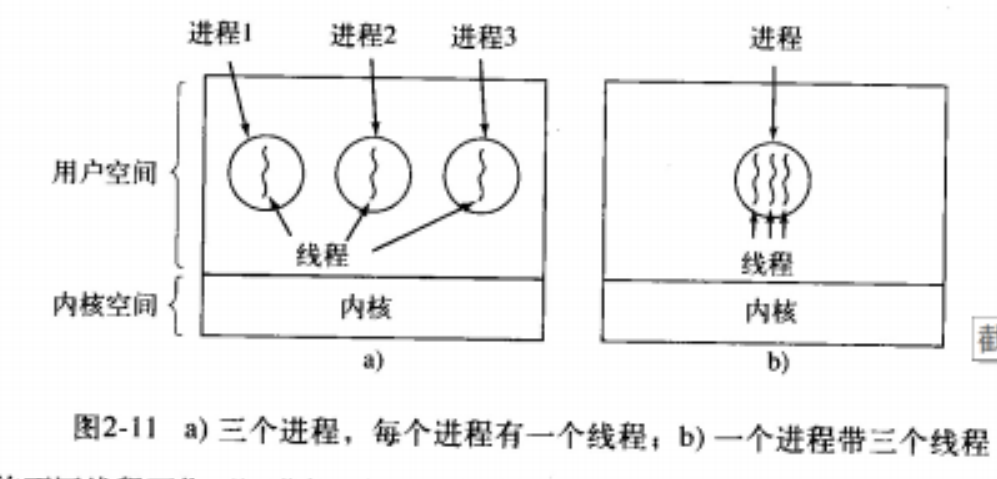 进程1 进程2 进程3 进程
用户空间
线程 线程
内核空间 内核 内核
a) b)
截
图2-11 a) 三个进程，每个进程有一个线程；b) 一个进程带三个线程